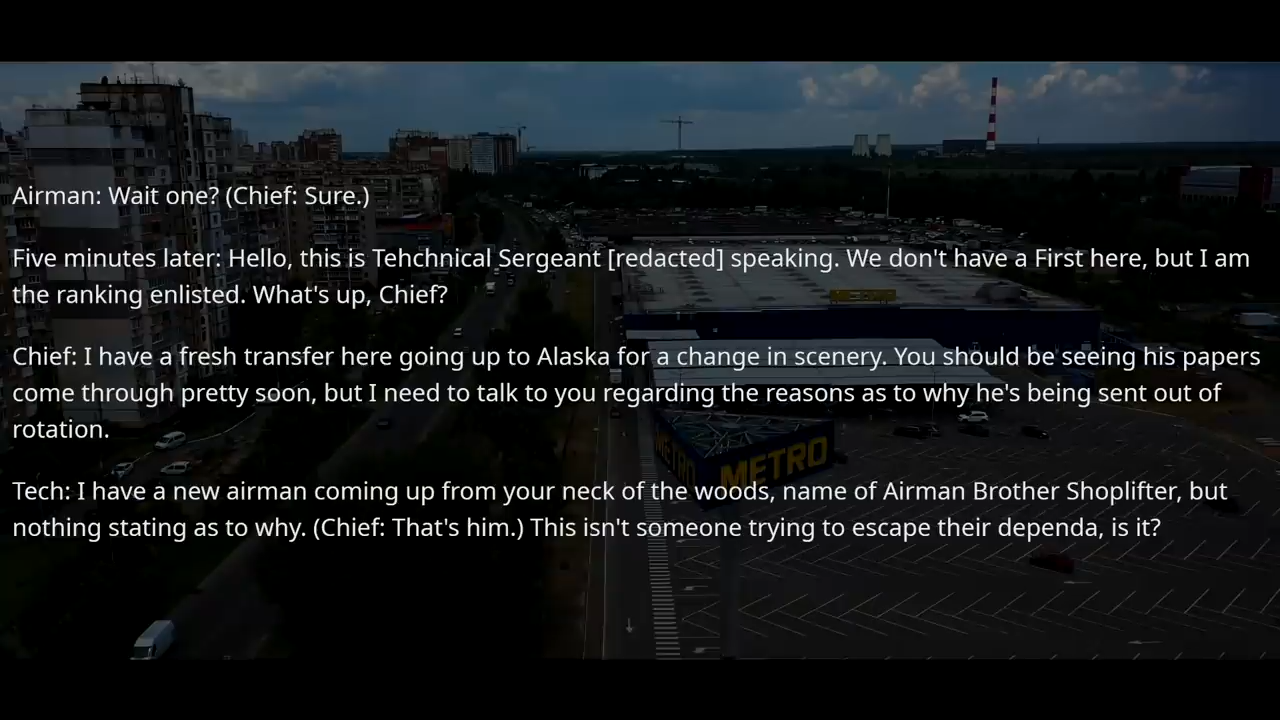 Airman: Wait one? (Chief: Sure.)
Five minutes later: Hello, this is Tehchnical Sergeant [redacted] speaking. We don't have a First here, but I am
the ranking enlisted. What's up, Chief?
Chief: I have a fresh transfer here going up to Alaska for a change in scenery. You should be seeing his papers
come through pretty soon, but I need to talk to you regarding the reasons as to why he's being sent out of
rotation.
Tech: I have a new airman coming up from your neck of the woods, name of Airman Brother Shoplifter, but
nothing stating as to why. (Chief: That's him.) This isn't someone trying to escape their dependa, is it?
METRO
METRO
METRO